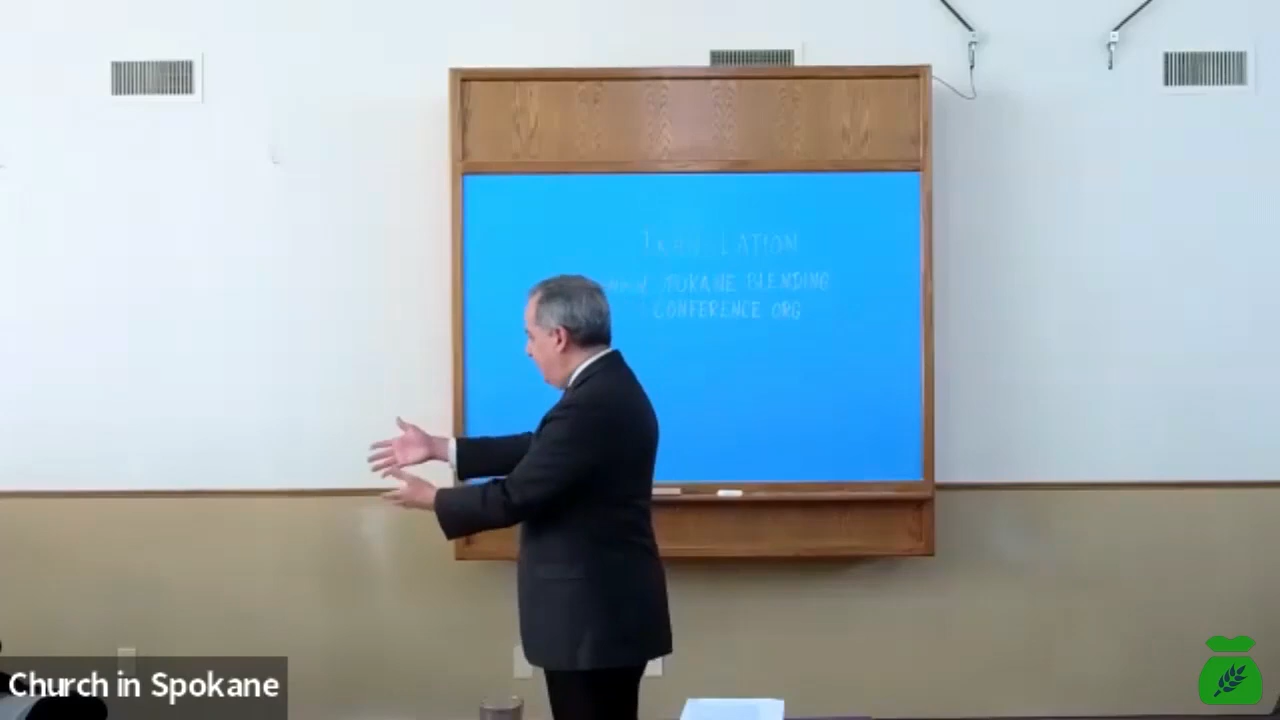 TRANSLATION
SPOKANE BLENDING
CONFERENCE ORG
Church in Spokane